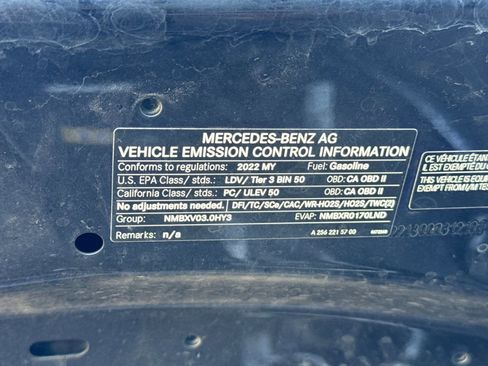 MERCEDES-BENZ AG
VEHICLE EMISSION CONTROL INFORMATION
Conforms to regulations: 2022 MY Fuel: Gasoline
U.S. EPA Class/ stds.: LDV/ Tier 3 BIN 50 OBD: CA OBD II
California Class/ stds.: PC/ ULEV 50 OBD: CA OBD II
No adjustments needed. DFI/TC/SCe/CAC/WR-HO2S/HO2S/TWC(2)
Group: NMBXV03.0HY3 EVAP: NMBXR0170LND
Remarks: n/a A 256 221 57 00
CE VÉHICULE ÉTAN
IL EST EXEMPTÉ DU
VEHICLE
EXEMPT FROM